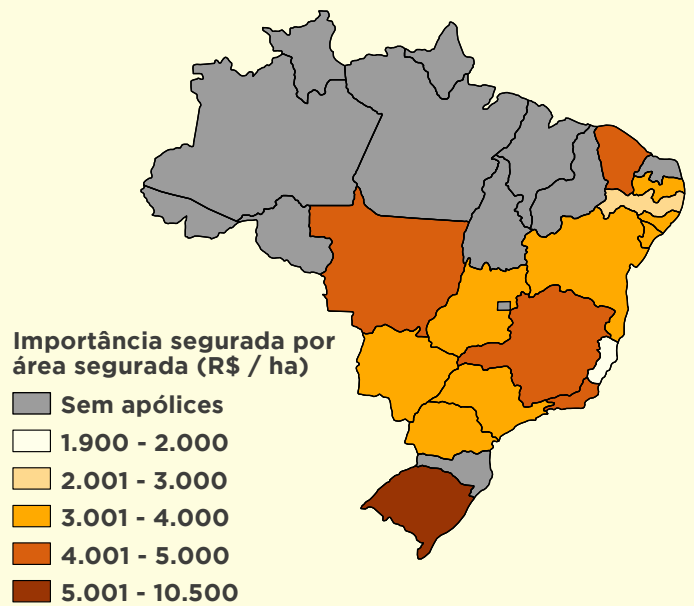 Importância segurada por
área segurada (R$ / ha)
Sem apólices
1.900 - 2.000
2.001 - 3.000
3.001 - 4.000
4.001 - 5.000
5.001 - 10.500